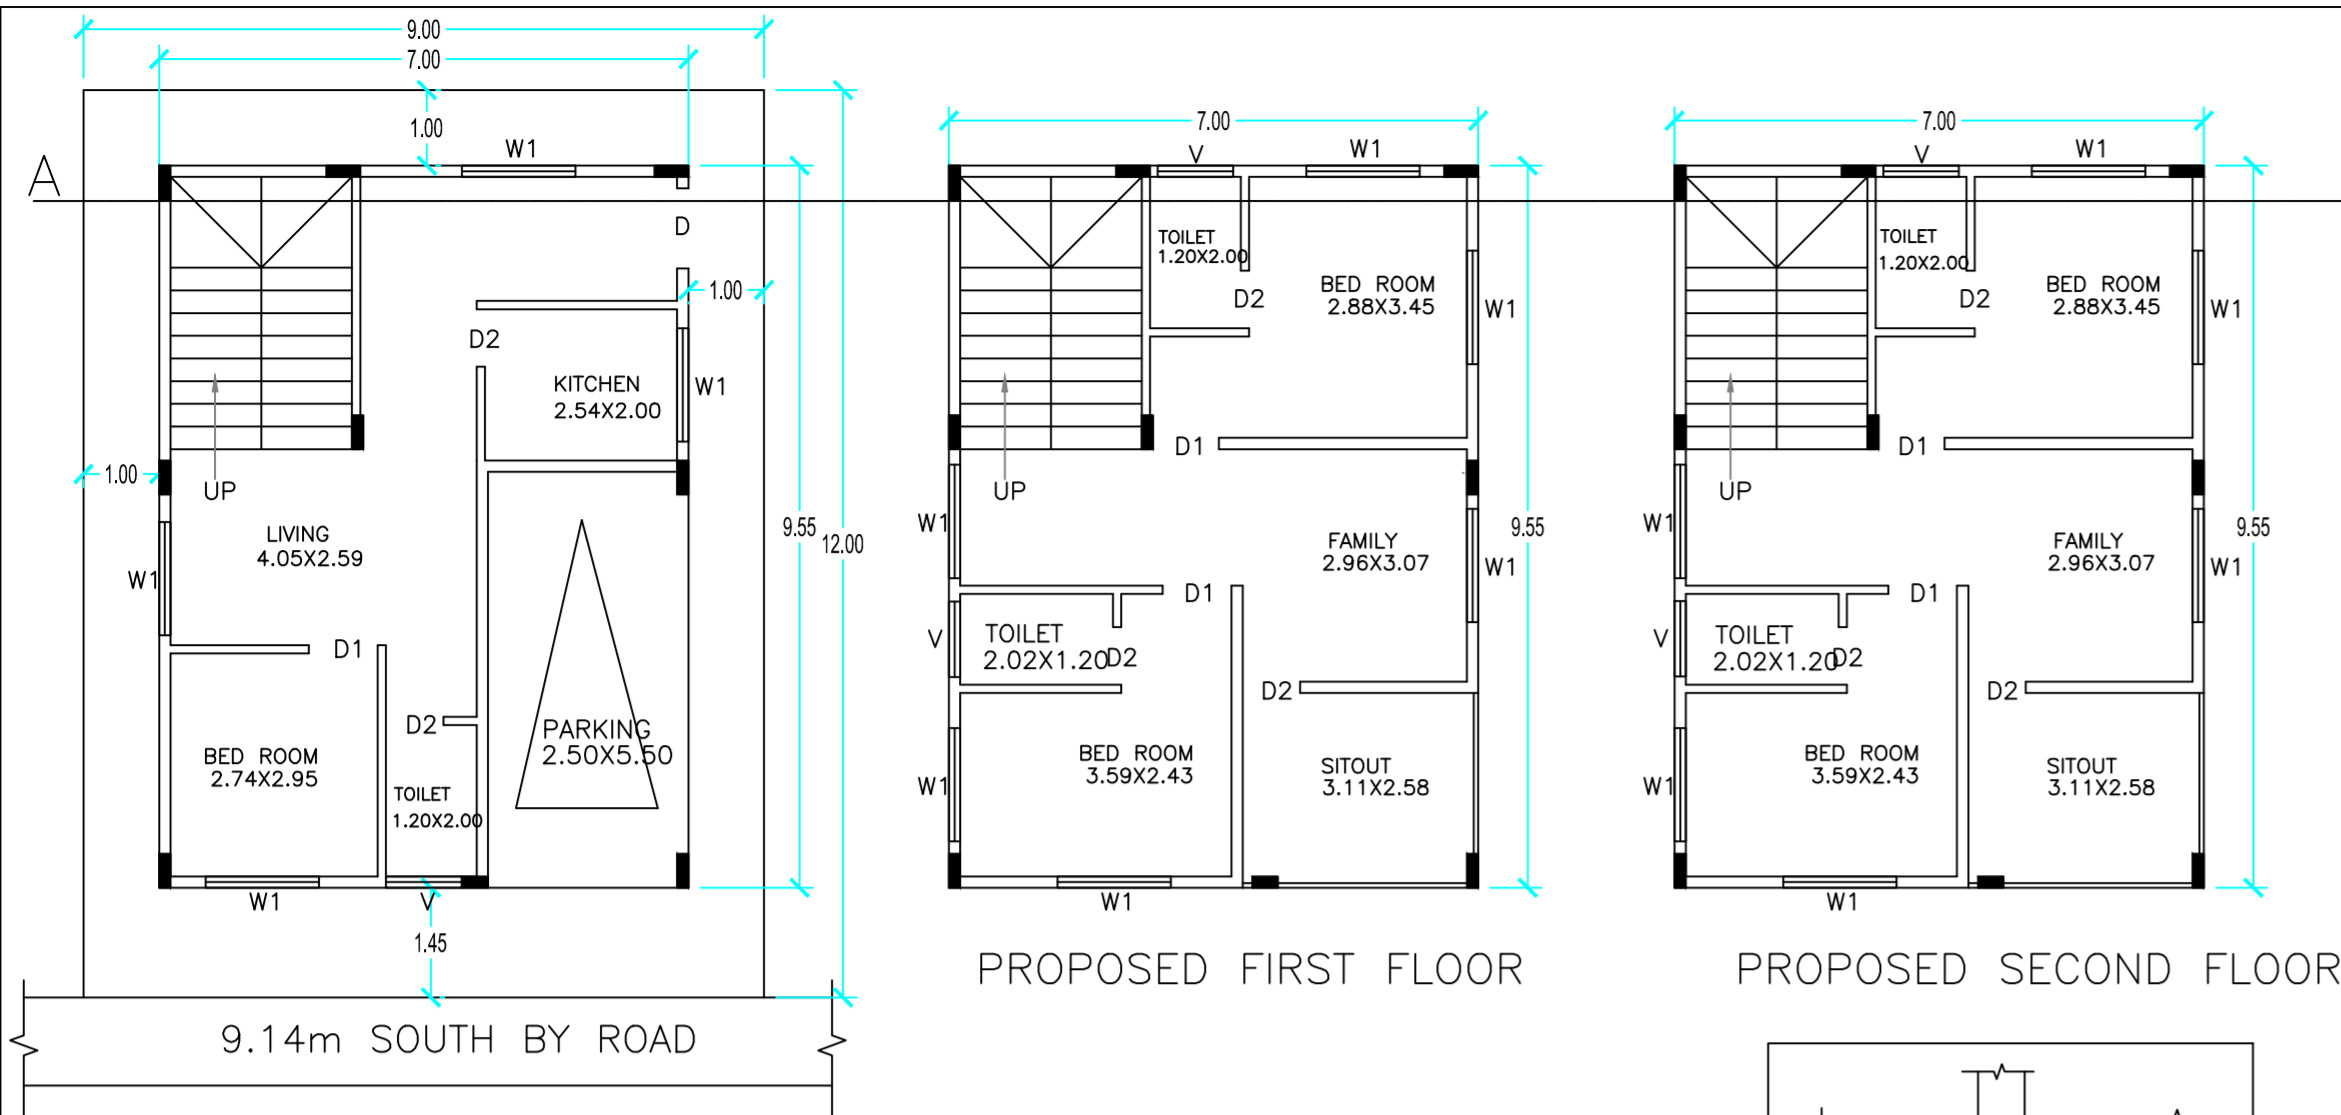 9.00
7.00
1.00
W1
A
D
1.00
D2
KITCHEN
2.54X2.00
W1
1.00
UP
LIVING
4.05X2.59
W1
9.55
12.00
D1
D2
PARKING
2.50X5.50
BED ROOM
2.74X2.95
TOILET
1.20X2.00
W1
V
1.45
9.14m SOUTH BY ROAD
7.00
V
W1
TOILET
1.20X2.00
BED ROOM
2.88X3.45
D2
W1
D1
UP
W1
FAMILY
2.96X3.07
W1
9.55
D1
V
TOILET
2.02X1.20
D2
D2
BED ROOM
3.59X2.43
SITOUT
3.11X2.58
W1
W1
PROPOSED FIRST FLOOR
7.00
V
W1
TOILET
1.20X2.00
BED ROOM
2.88X3.45
D2
W1
D1
UP
W1
FAMILY
2.96X3.07
W1
9.55
D1
V
TOILET
2.02X1.20
D2
D2
BED ROOM
3.59X2.43
SITOUT
3.11X2.58
W1
W1
PROPOSED SECOND FLOOR